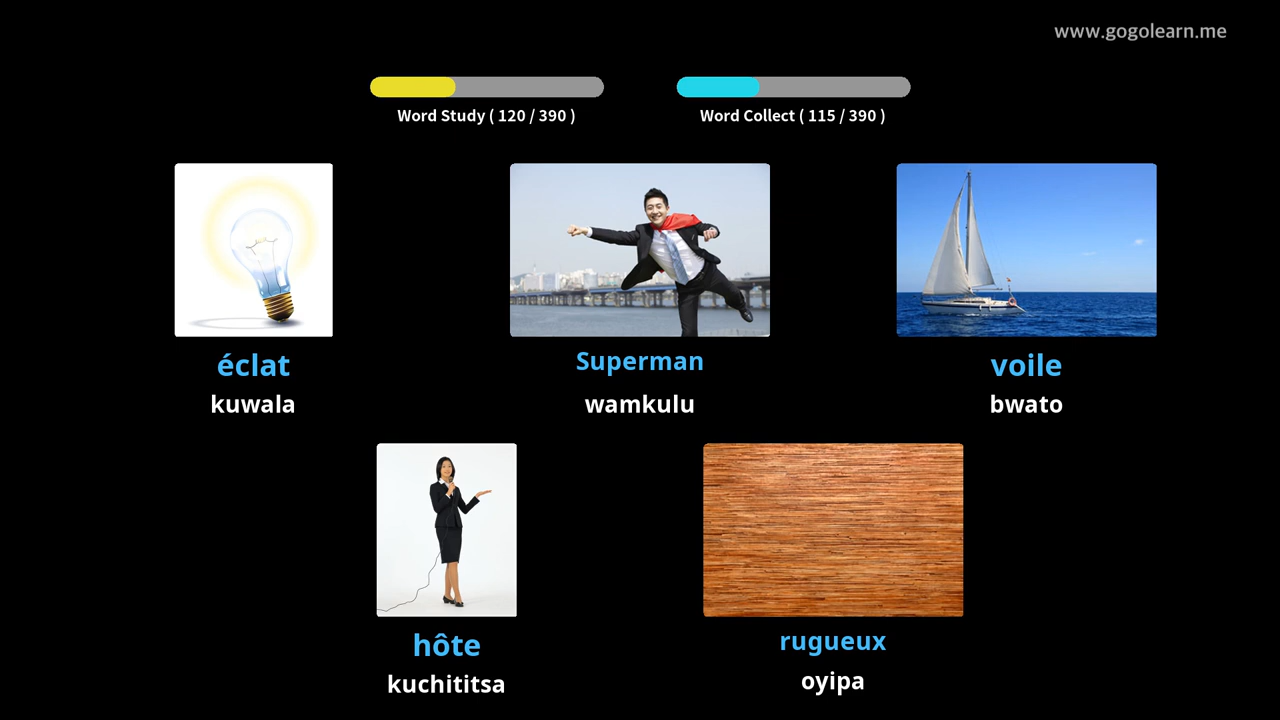 www.gogolearn.me
Word Study ( 120 / 390 )
Word Collect ( 115 / 390 )
éclat
kuwala
Superman
wamkulu
voile
bwato
hôte
kuchititsa
rugueux
oyipa